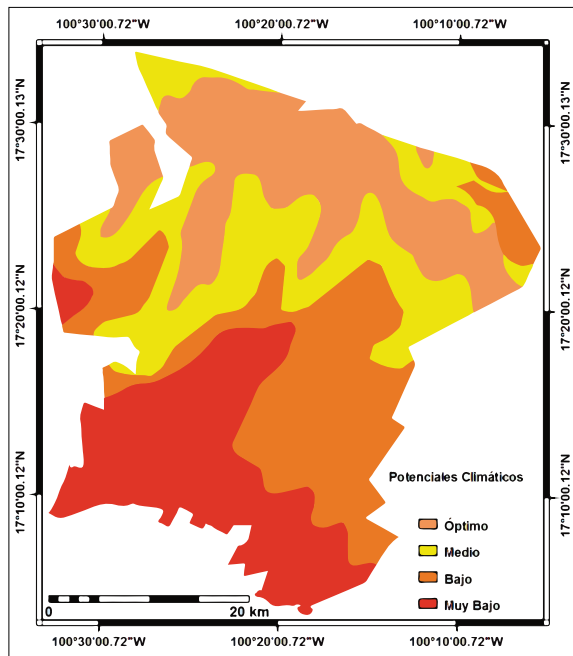 100°30'00.72"W 100°20'00.72"W 100°10'00.72"W
17°30'00.13"N 17°30'00.13"N
17°20'00.12"N 17°20'00.12"N
17°10'00.12"N 17°10'00.12"N
Potenciales Climáticos
Óptimo
Medio
Bajo
Muy Bajo
0 20 km
100°30'00.72"W 100°20'00.72"W 100°10'00.72"W